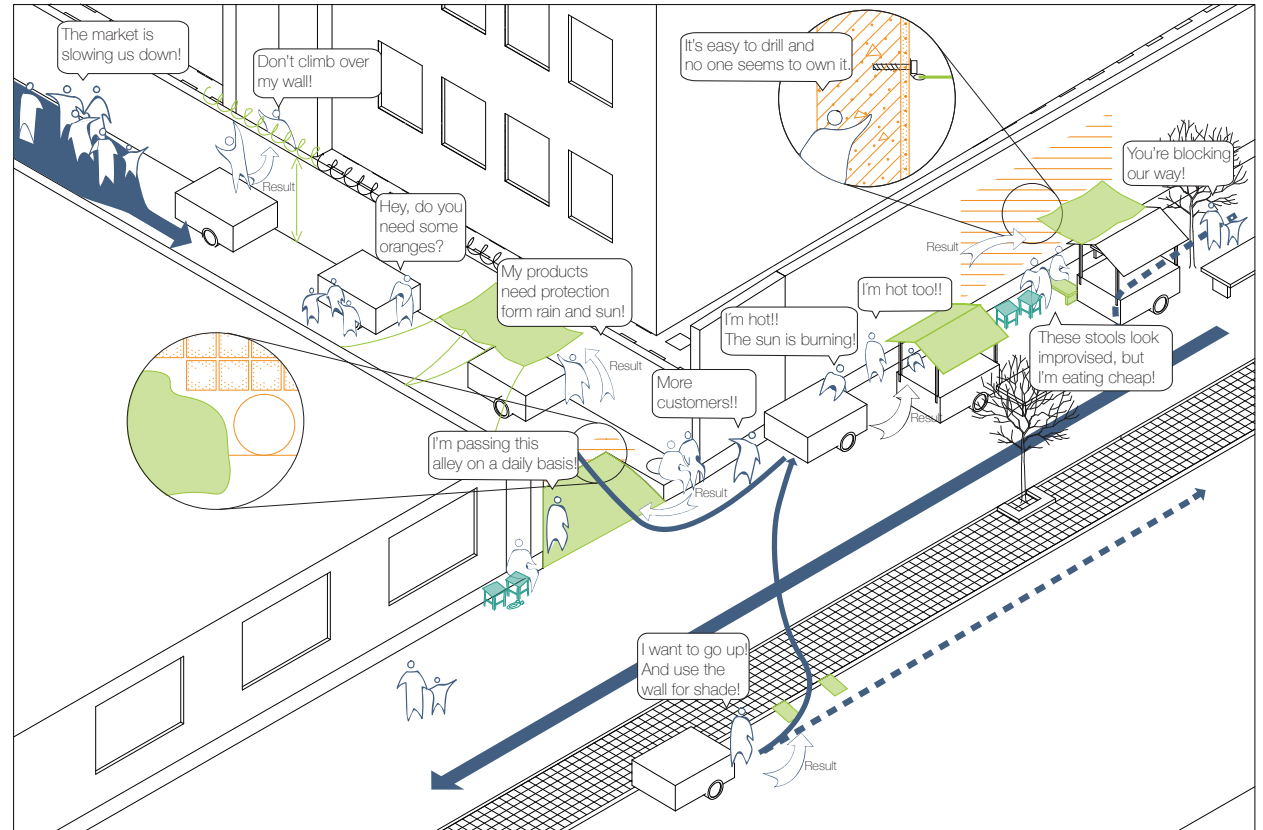 The market is
slowing us down!
Don't climb over
my wall!
It's easy to drill and
no one seems to own it.
You're blocking
our way!
Result
Hey, do you
need some
oranges?
Result
My products
need protection
form rain and sun!
I'm hot too!!
I'm hot!!
The sun is burning!
These stools look
improvised, but
I'm eating cheap!
Result
More
customers!!
Result
I'm passing this
alley on a daily basis!
Result
I want to go up!
And use the
wall for shade!
Result